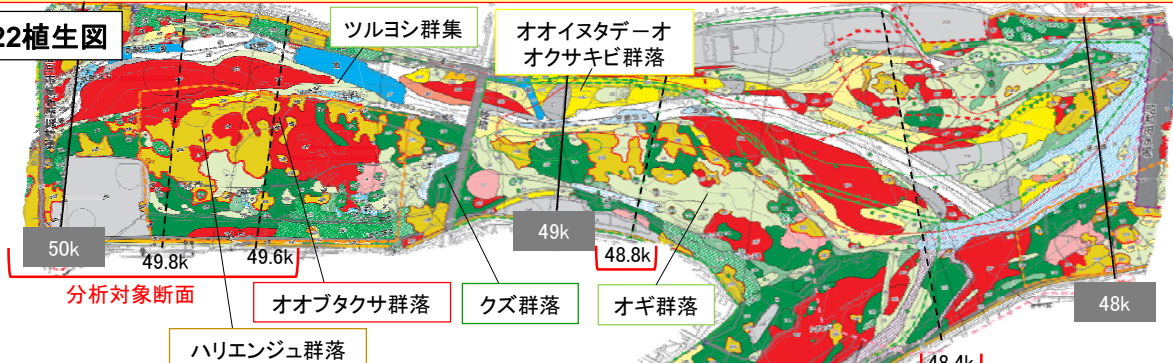 22植生図
ツルヨシ群集
オオイヌタデーオ
オクサキビ群落
50k
49.8k
49.6k
49k
48.8k
48k
48.4k
分析対象断面
オオブタクサ群落
クズ群落
オギ群落
ハリエンジュ群落